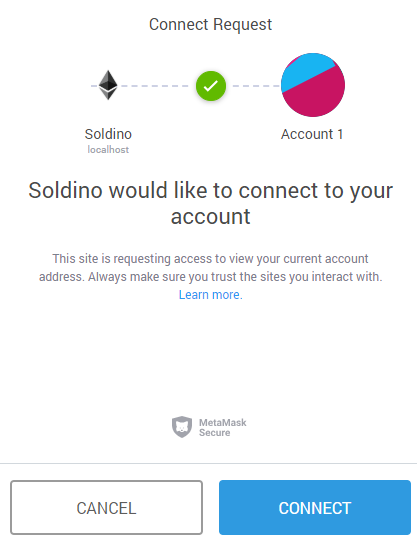 Connect Request
Soldino
localhost
Account 1
Soldino would like to connect to your
account
This site is requesting access to view your current account
address. Always make sure you trust the sites you interact with.
Learn more.
MetaMask
Secure
CANCEL
CONNECT